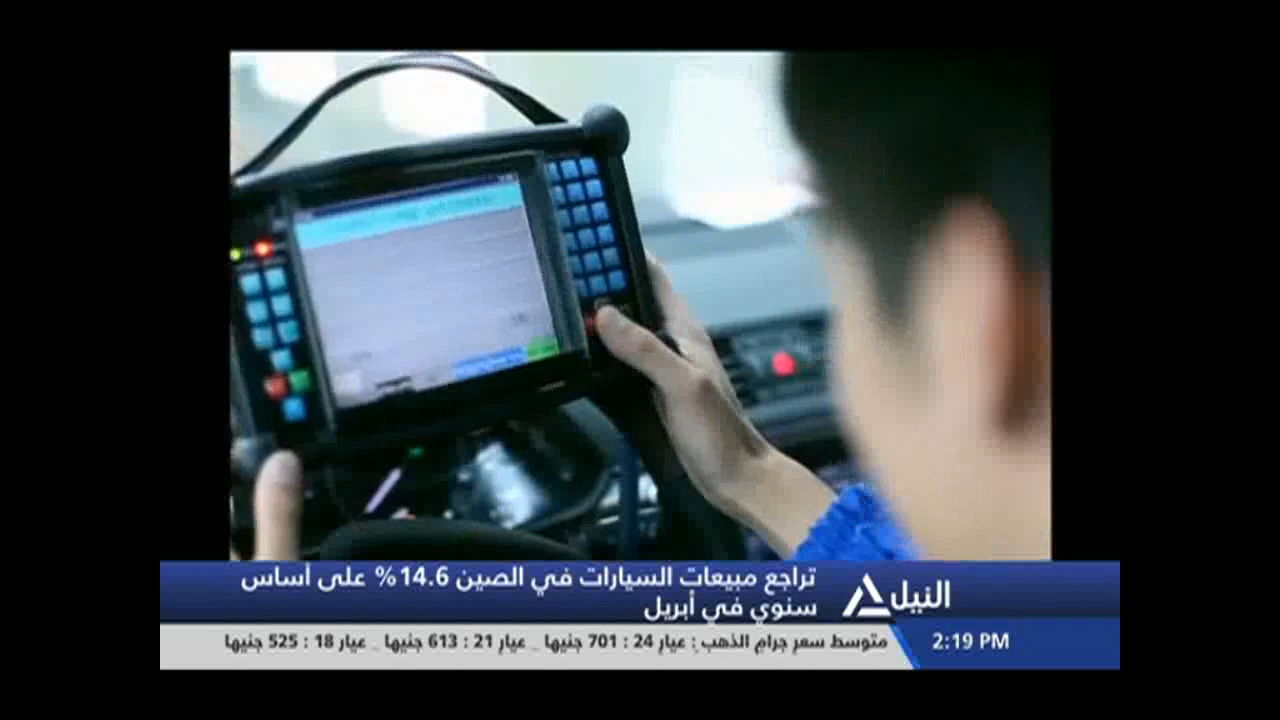 تراجع مبيعات السيارات في الصين 14.6% على أساس
سنوي في أبريل
النيل
متوسط سعر جرام الذهب : عيار 24 : 701 جنيها _ عيار 21 : 613 جنيها _ عيار 18 : 525 جنيها
2:19 PM